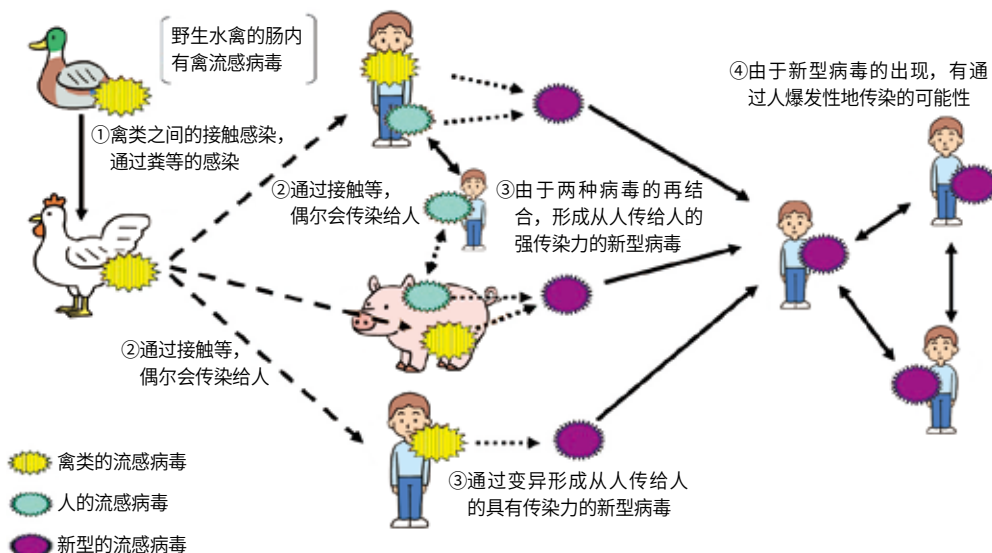 野生水禽的肠内
有禽流感病毒
①禽类之间的接触感染，
通过粪等的感染
②通过接触等，
偶尔会传染给人
③由于两种病毒的再结
合，形成从人传给人的
强传染力的新型病毒
④由于新型病毒的出现，有通
过人爆发性地传染的可能性
②通过接触等，
偶尔会传染给人
③通过变异形成从人传给人
的具有传染力的新型病毒
禽类的流感病毒
人的流感病毒
新型的流感病毒